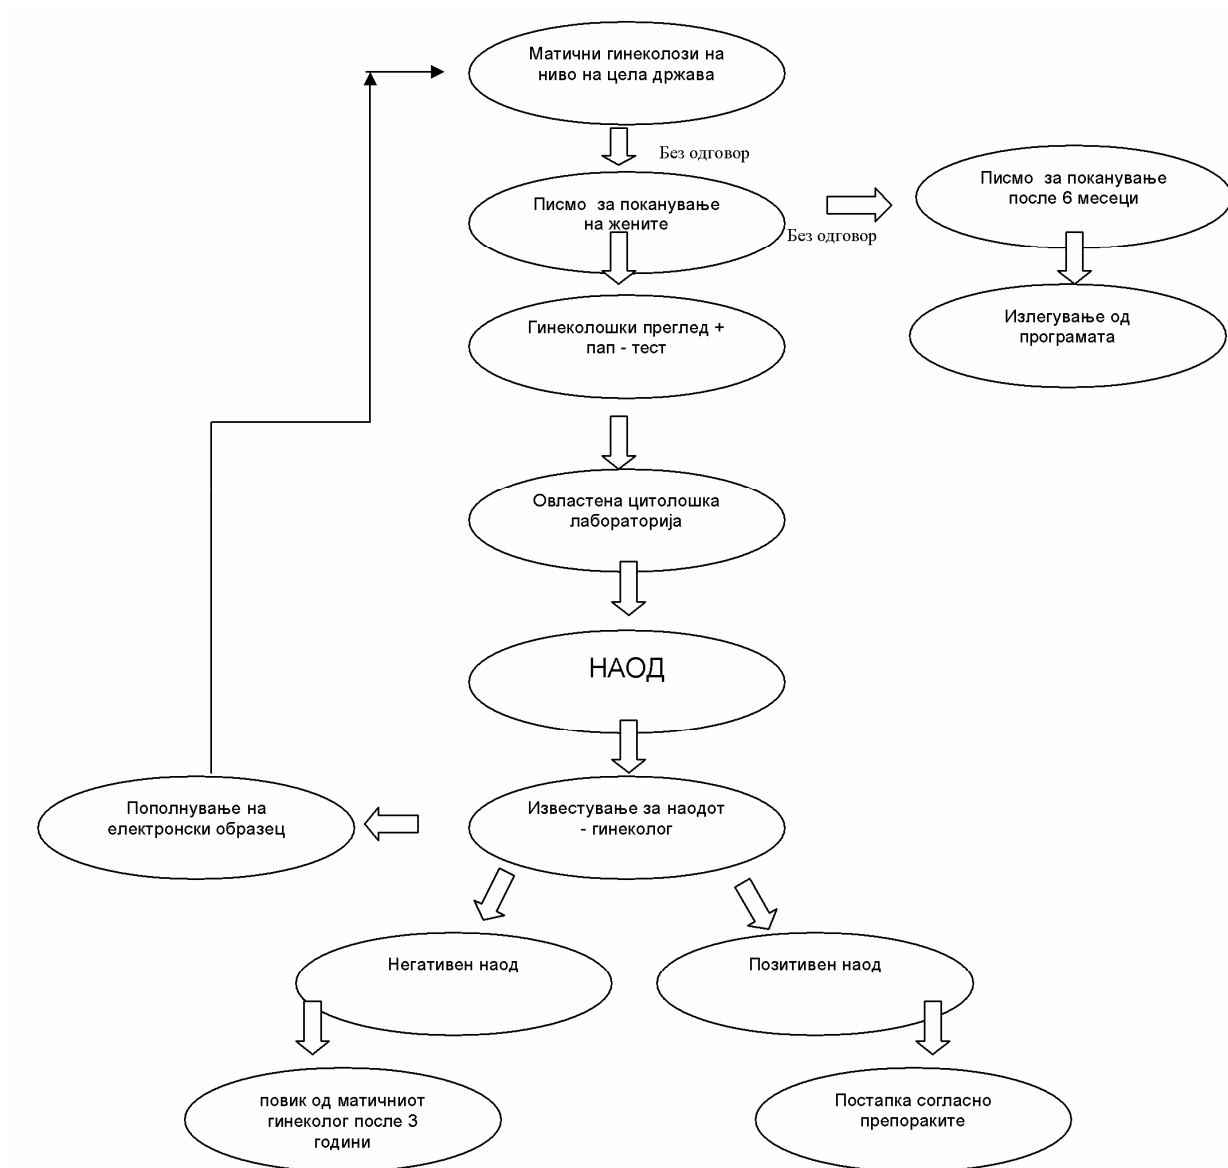 Матични гинеколози на
ниво на цела држава
Без одговор
Писмо за поканување
на жените
Без одговор
Писмо за поканување
после 6 месеци
Излегување од
програмата
Гинеколошки преглед +
пап - тест
Овластена цитолошка
лабораторија
НАОД
Известување за наодот
- гинеколог
Пополнување на
електронски образец
Негативен наод
Позитивен наод
повик од матичниот
гинеколог после 3
години
Постапка согласно
препораките